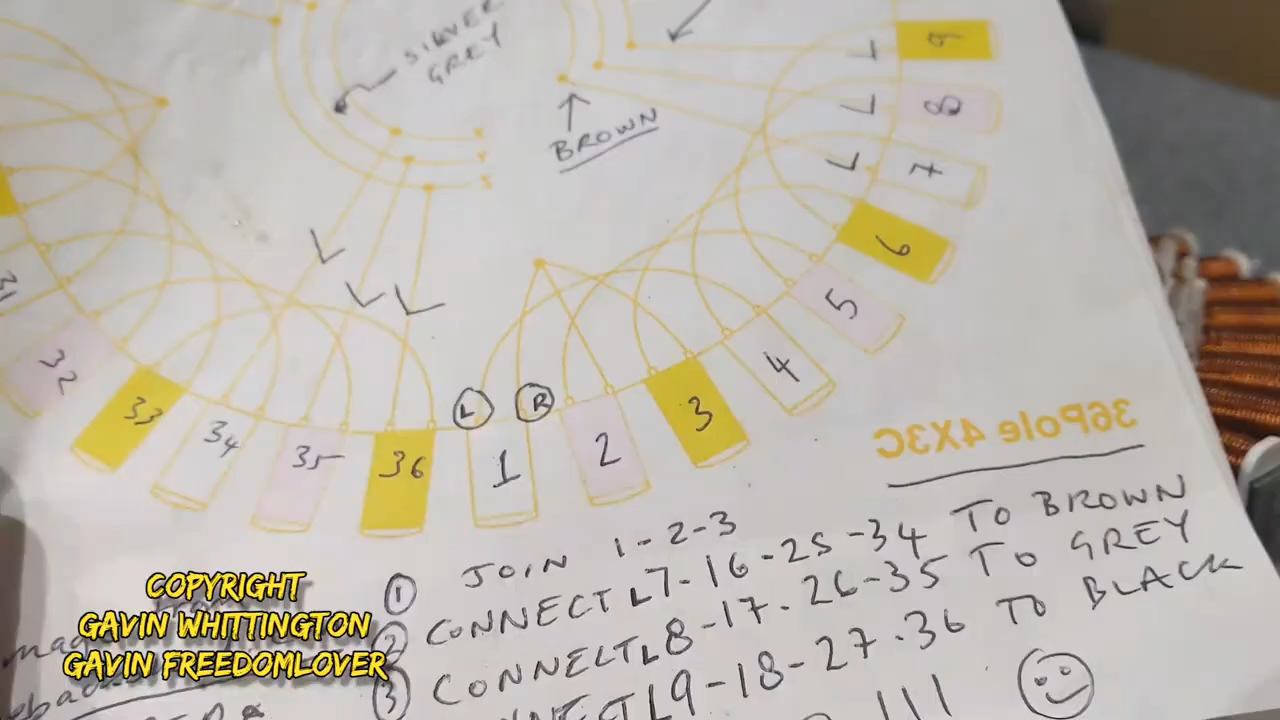 SILVER
GREY
BROWN
L
L
L
L
L
L
9
8
7
6
5
4
3
2
1
36
35
34
33
32
31
L
R
36Pole 4X3C
① JOIN 1-2-3
② CONNECT L7-16-25-34 TO BROWN
③ CONNECT L8-17-26-35 TO GREY
L9-18-27-36 TO BLACK
COPYRIGHT
GAVIN WHITTINGTON
GAVIN FREEDOMLOVER